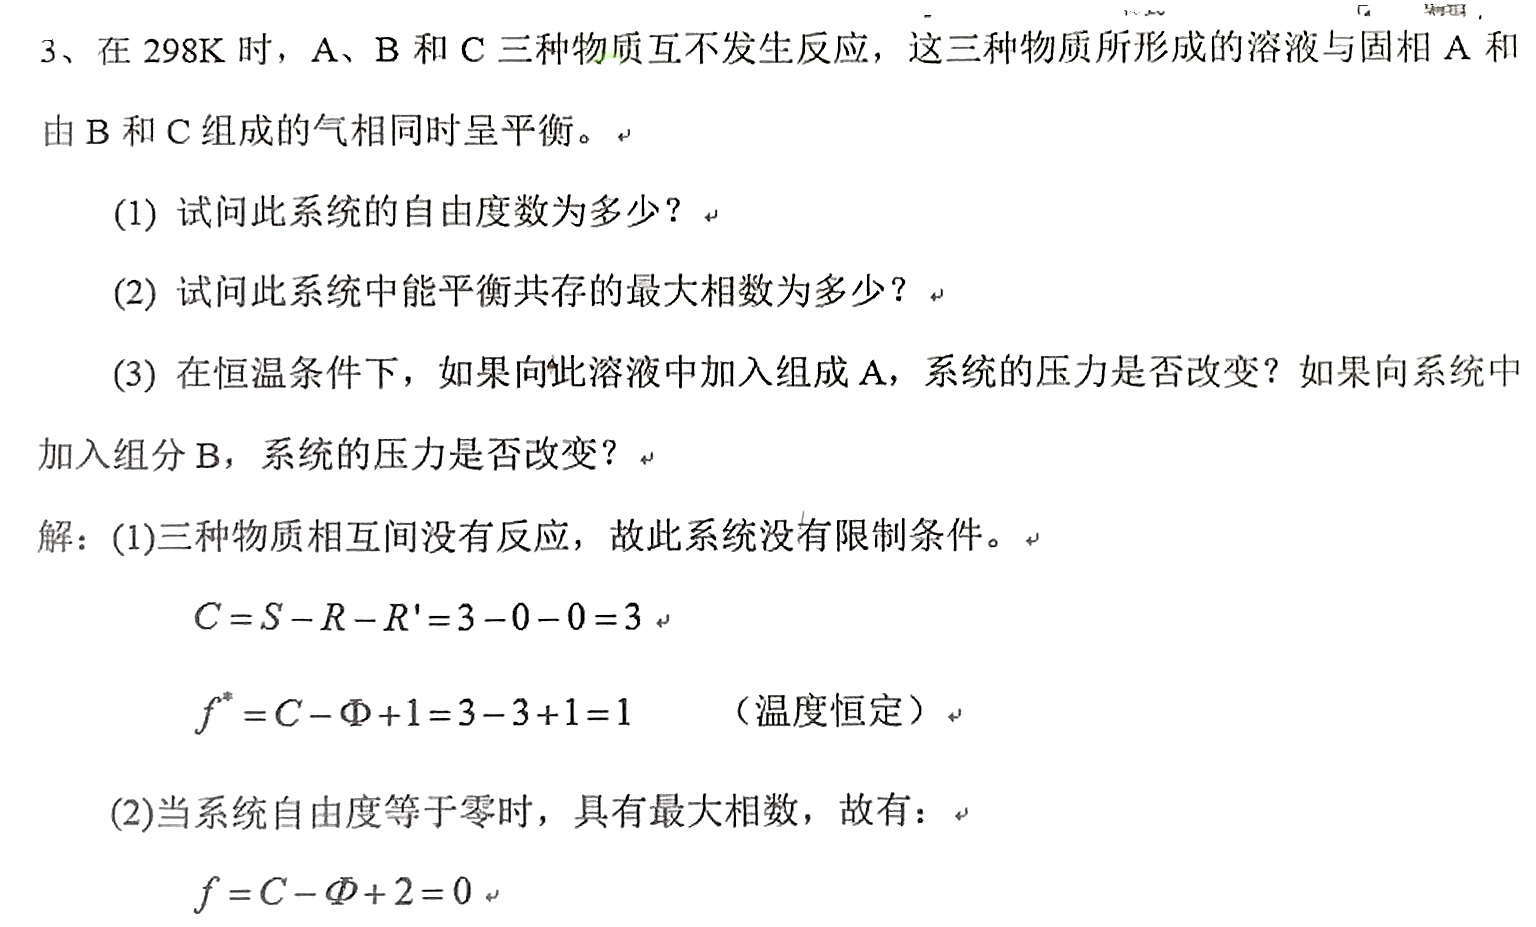 3、在 298K 时，A、B 和 C 三种物质互不发生反应，这三种物质所形成的溶液与固相 A 和
由 B 和 C 组成的气相同时呈平衡。
(1) 试问此系统的自由度数为多少？
(2) 试问此系统中能平衡共存的最大相数为多少？
(3) 在恒温条件下，如果向此溶液中加入组成 A，系统的压力是否改变？如果向系统中
加入组分 B，系统的压力是否改变？
解：(1)三种物质相互间没有反应，故此系统没有限制条件。
C=S−R−R'=3−0−0=3
f*=C−Φ+1=3−3+1=1 （温度恒定）
(2)当系统自由度等于零时，具有最大相数，故有：
f=C−Φ+2=0